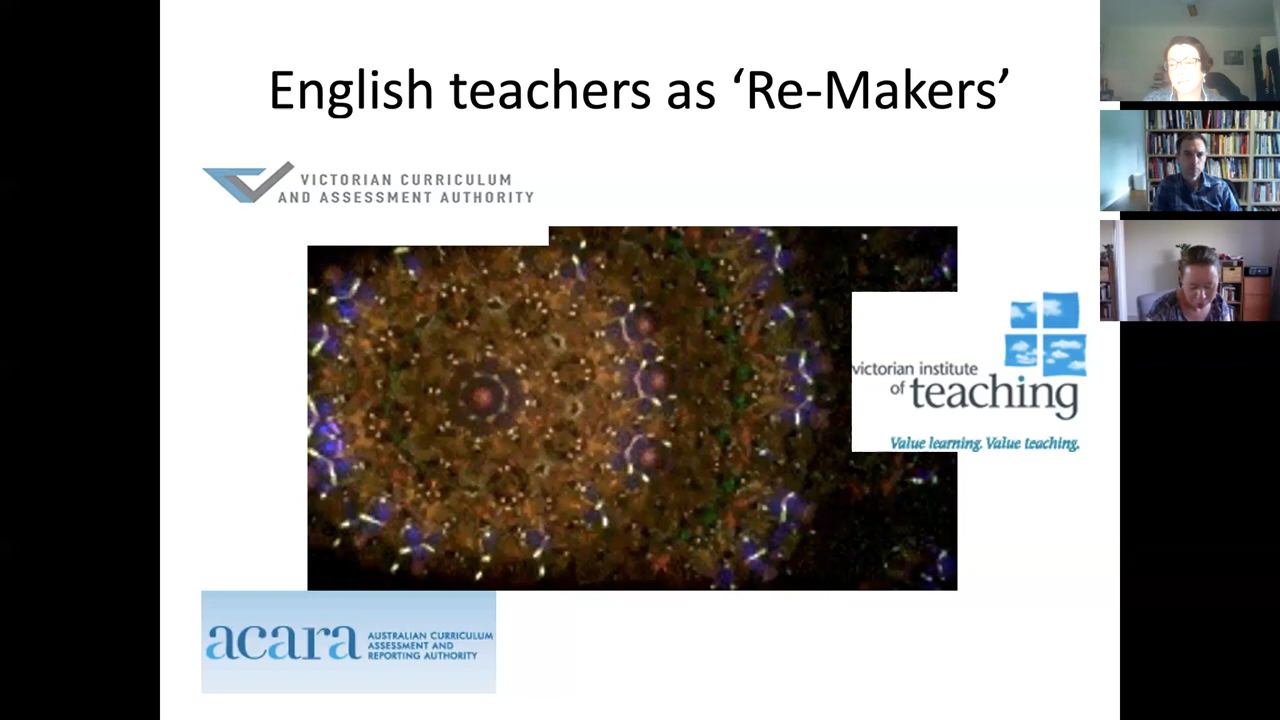 English teachers as ‘Re-Makers’
VICTORIAN CURRICULUM
AND ASSESSMENT AUTHORITY
victorian institute
of teaching
Value learning. Value teaching.
acara
AUSTRALIAN CURRICULUM
ASSESSMENT AND
REPORTING AUTHORITY